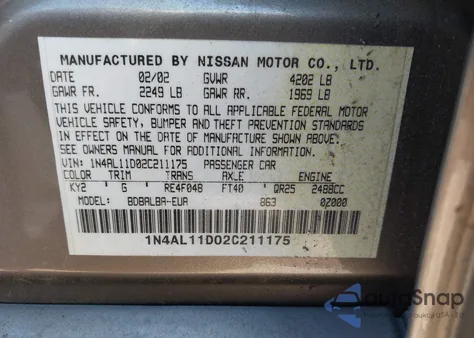 MANUFACTURED BY NISSAN MOTOR CO., LTD.
DATE 02/02 GVWR 4202 LB
GAWR FR. 2249 LB GAWR RR. 1969 LB
THIS VEHICLE CONFORMS TO ALL APPLICABLE FEDERAL MOTOR
VEHICLE SAFETY, BUMPER AND THEFT PREVENTION STANDARDS
IN EFFECT ON THE DATE OF MANUFACTURE SHOWN ABOVE.
SEE OWNERS MANUAL FOR ADDITIONAL INFORMATION.
VIN: 1N4AL11D02C211175 PASSENGER CAR
COLOR TRIM TRANS AXLE ENGINE
KY2 G RE4F04B FT40 QR25 2488CC
MODEL: BDBALBA-EUA 863 0Z000
1N4AL11D02C211175
AutoSnap